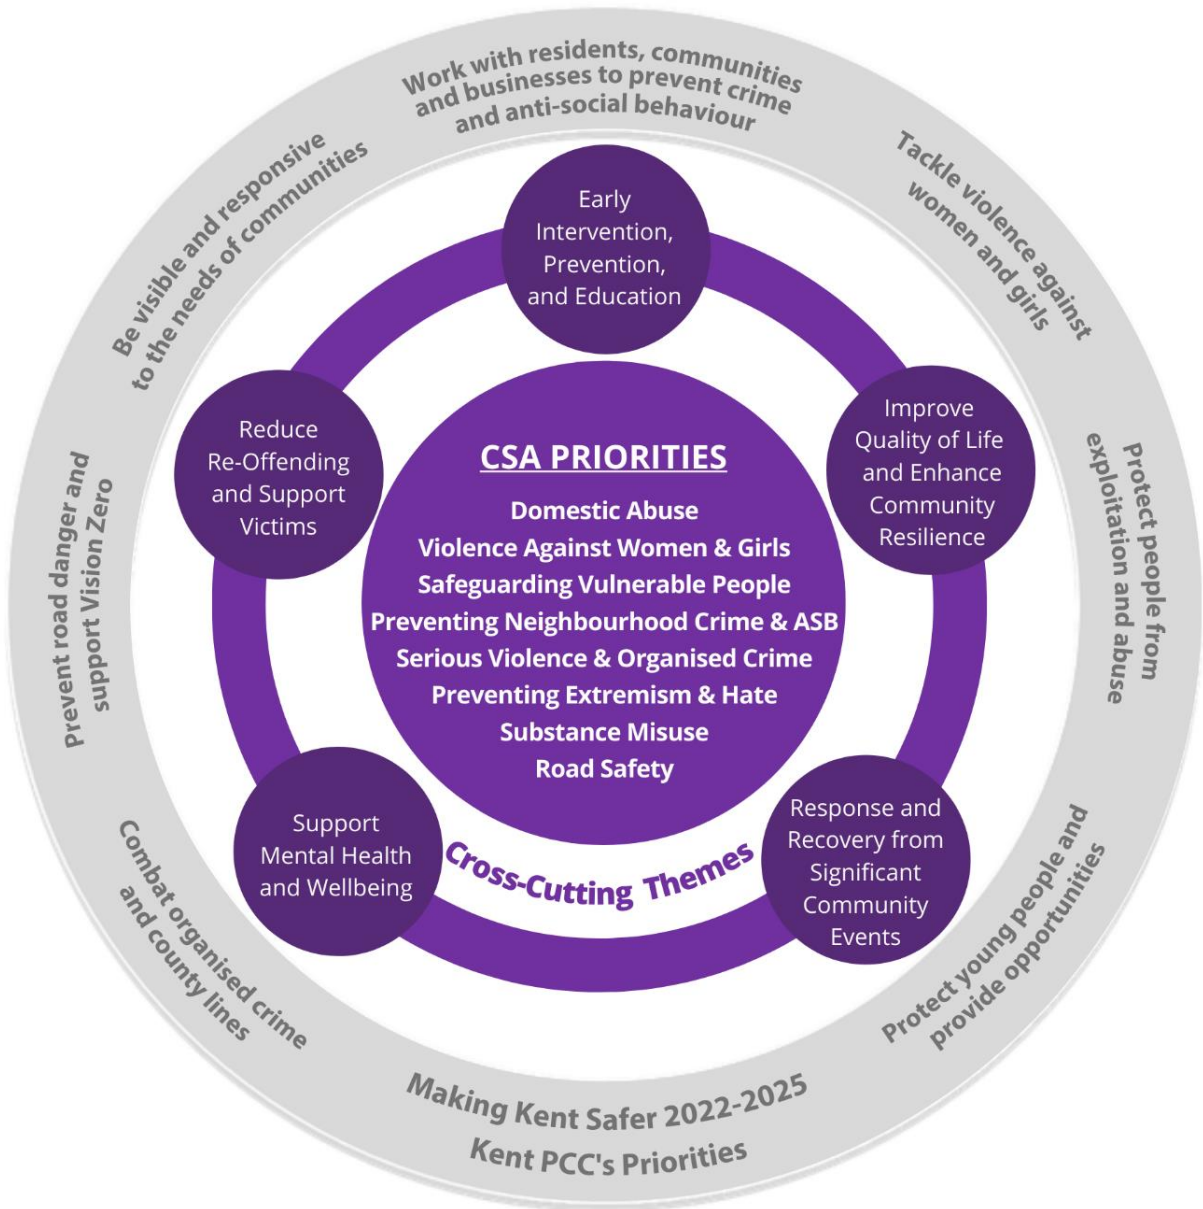 Work with residents, communities
and businesses to prevent crime
and anti-social behaviour
Tackle violence against
women and girls
Protect people from
exploitation and abuse
Protect young people and
provide opportunities
Making Kent Safer 2022-2025
Kent PCC's Priorities
Combat organised crime
and county lines
Prevent road danger and
support Vision Zero
Be visible and responsive
to the needs of communities
Early
Intervention,
Prevention,
and Education
Improve
Quality of Life
and Enhance
Community
Resilience
Response and
Recovery from
Significant
Community
Events
Cross-Cutting Themes
Support
Mental Health
and Wellbeing
Reduce
Re-Offending
and Support
Victims
CSA PRIORITIES
Domestic Abuse
Violence Against Women & Girls
Safeguarding Vulnerable People
Preventing Neighbourhood Crime & ASB
Serious Violence & Organised Crime
Preventing Extremism & Hate
Substance Misuse
Road Safety